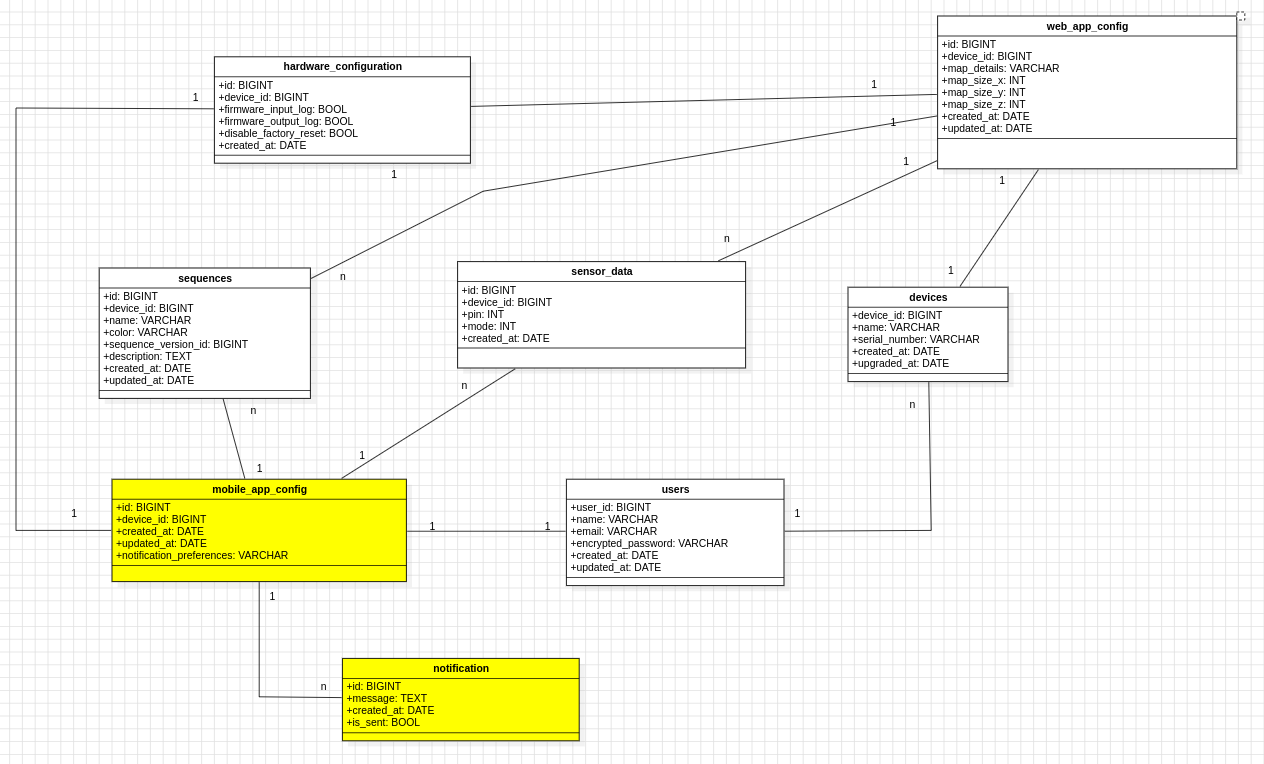 web_app_config
+id: BIGINT
+device_id: BIGINT
+map_details: VARCHAR
+map_size_x: INT
+map_size_y: INT
+map_size_z: INT
+created_at: DATE
+updated_at: DATE
hardware_configuration
+id: BIGINT
+device_id: BIGINT
+firmware_input_log: BOOL
+firmware_output_log: BOOL
+disable_factory_reset: BOOL
+created_at: DATE
1
1
1
1
1
1
n
n
1
sequences
+id: BIGINT
+device_id: BIGINT
+name: VARCHAR
+color: VARCHAR
+sequence_version_id: BIGINT
+description: TEXT
+created_at: DATE
+updated_at: DATE
sensor_data
+id: BIGINT
+device_id: BIGINT
+pin: INT
+mode: INT
+created_at: DATE
devices
+device_id: BIGINT
+name: VARCHAR
+serial_number: VARCHAR
+created_at: DATE
+upgraded_at: DATE
n
n
n
1
1
mobile_app_config
+id: BIGINT
+device_id: BIGINT
+created_at: DATE
+updated_at: DATE
+notification_preferences: VARCHAR
users
+user_id: BIGINT
+name: VARCHAR
+email: VARCHAR
+encrypted_password: VARCHAR
+created_at: DATE
+updated_at: DATE
1
1
1
1
1
n
notification
+id: BIGINT
+message: TEXT
+created_at: DATE
+is_sent: BOOL